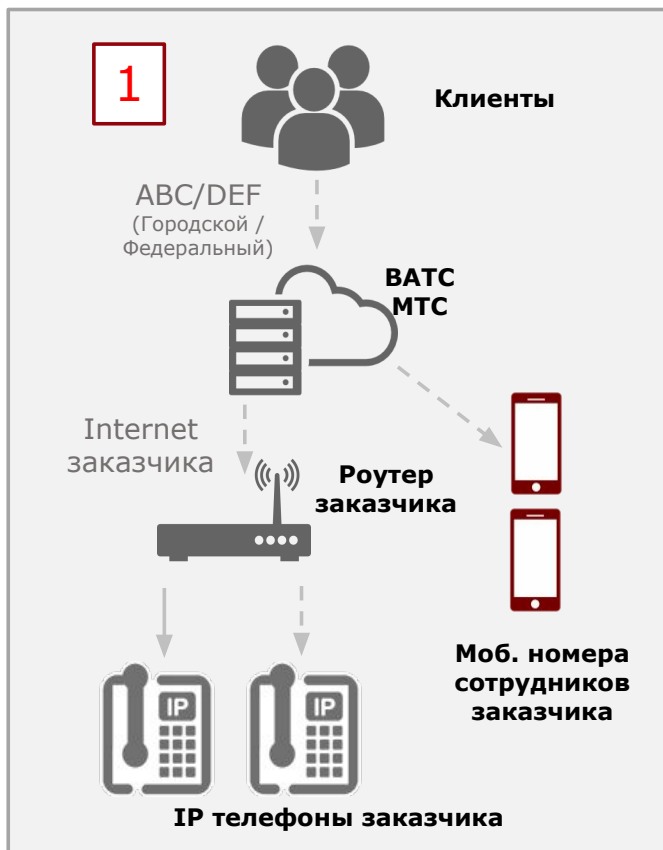 1
Клиенты
ABC/DEF
(Городской /
Федеральный)
ВАТС
МТС
Internet
заказчика
Роутер
заказчика
Моб. номера
сотрудников
заказчика
IP
IP
IP телефоны заказчика